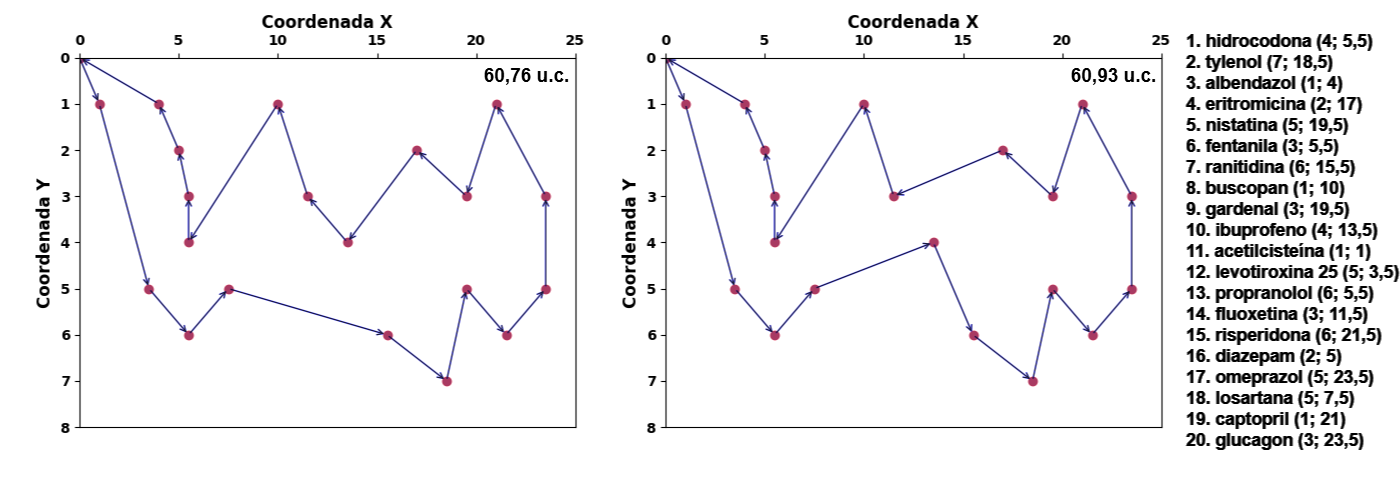 Coordenada X
0 5 10 15 20 25
60,76 u.c.
Coordenada Y
0
1
2
3
4
5
6
7
8
Coordenada X
0 5 10 15 20 25
60,93 u.c.
Coordenada Y
0
1
2
3
4
5
6
7
8
1. hidrocodona (4; 5,5)
2. tylenol (7; 18,5)
3. albendazol (1; 4)
4. eritromicina (2; 17)
5. nistatina (5; 19,5)
6. fentanila (3; 5,5)
7. ranitidina (6; 15,5)
8. buscopan (1; 10)
9. gardenal (3; 19,5)
10. ibuprofeno (4; 13,5)
11. acetilcisteína (1; 1)
12. levotiroxina 25 (5; 3,5)
13. propranolol (6; 5,5)
14. fluoxetina (3; 11,5)
15. risperidona (6; 21,5)
16. diazepam (2; 5)
17. omeprazol (5; 23,5)
18. losartana (5; 7,5)
19. captopril (1; 21)
20. glucagon (3; 23,5)